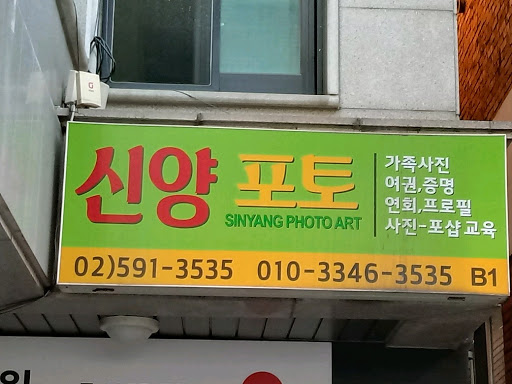 신양 포토
SINYANG PHOTO ART
가족사진
여권,증명
연회,프로필
사진-포샵교육
02)591-3535 010-3346-3535 B1